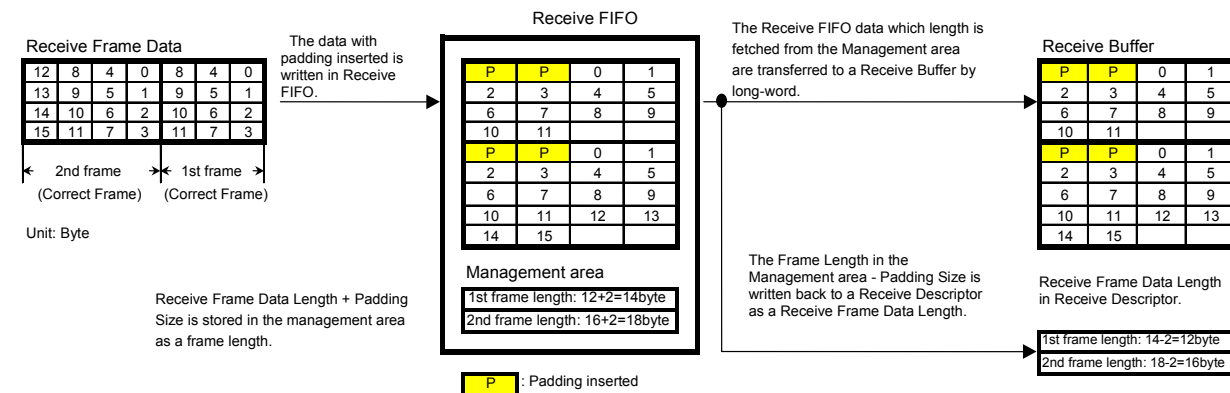 Receive Frame Data
12 8 4 0 8 4 0
13 9 5 1 9 5 1
14 10 6 2 10 6 2
15 11 7 3 11 7 3
2nd frame 1st frame
(Correct Frame) (Correct Frame)
Unit: Byte
The data with
padding inserted is
written in Receive
FIFO.
Receive Frame Data Length + Padding
Size is stored in the management area
as a frame length.
Receive FIFO
P P 0 1
2 3 4 5
6 7 8 9
10 11
P P 0 1
2 3 4 5
6 7 8 9
10 11 12 13
14 15
Management area
1st frame length: 12+2=14byte
2nd frame length: 16+2=18byte
P : Padding inserted
The Receive FIFO data which length is
fetched from the Management area
are transferred to a Receive Buffer by
long-word.
The Frame Length in the
Management area - Padding Size is
written back to a Receive Descriptor
as a Receive Frame Data Length.
Receive Buffer
P P 0 1
2 3 4 5
6 7 8 9
10 11
P P 0 1
2 3 4 5
6 7 8 9
10 11 12 13
14 15
Receive Frame Data Length
in Receive Descriptor.
1st frame length: 14-2=12byte
2nd frame length: 18-2=16byte